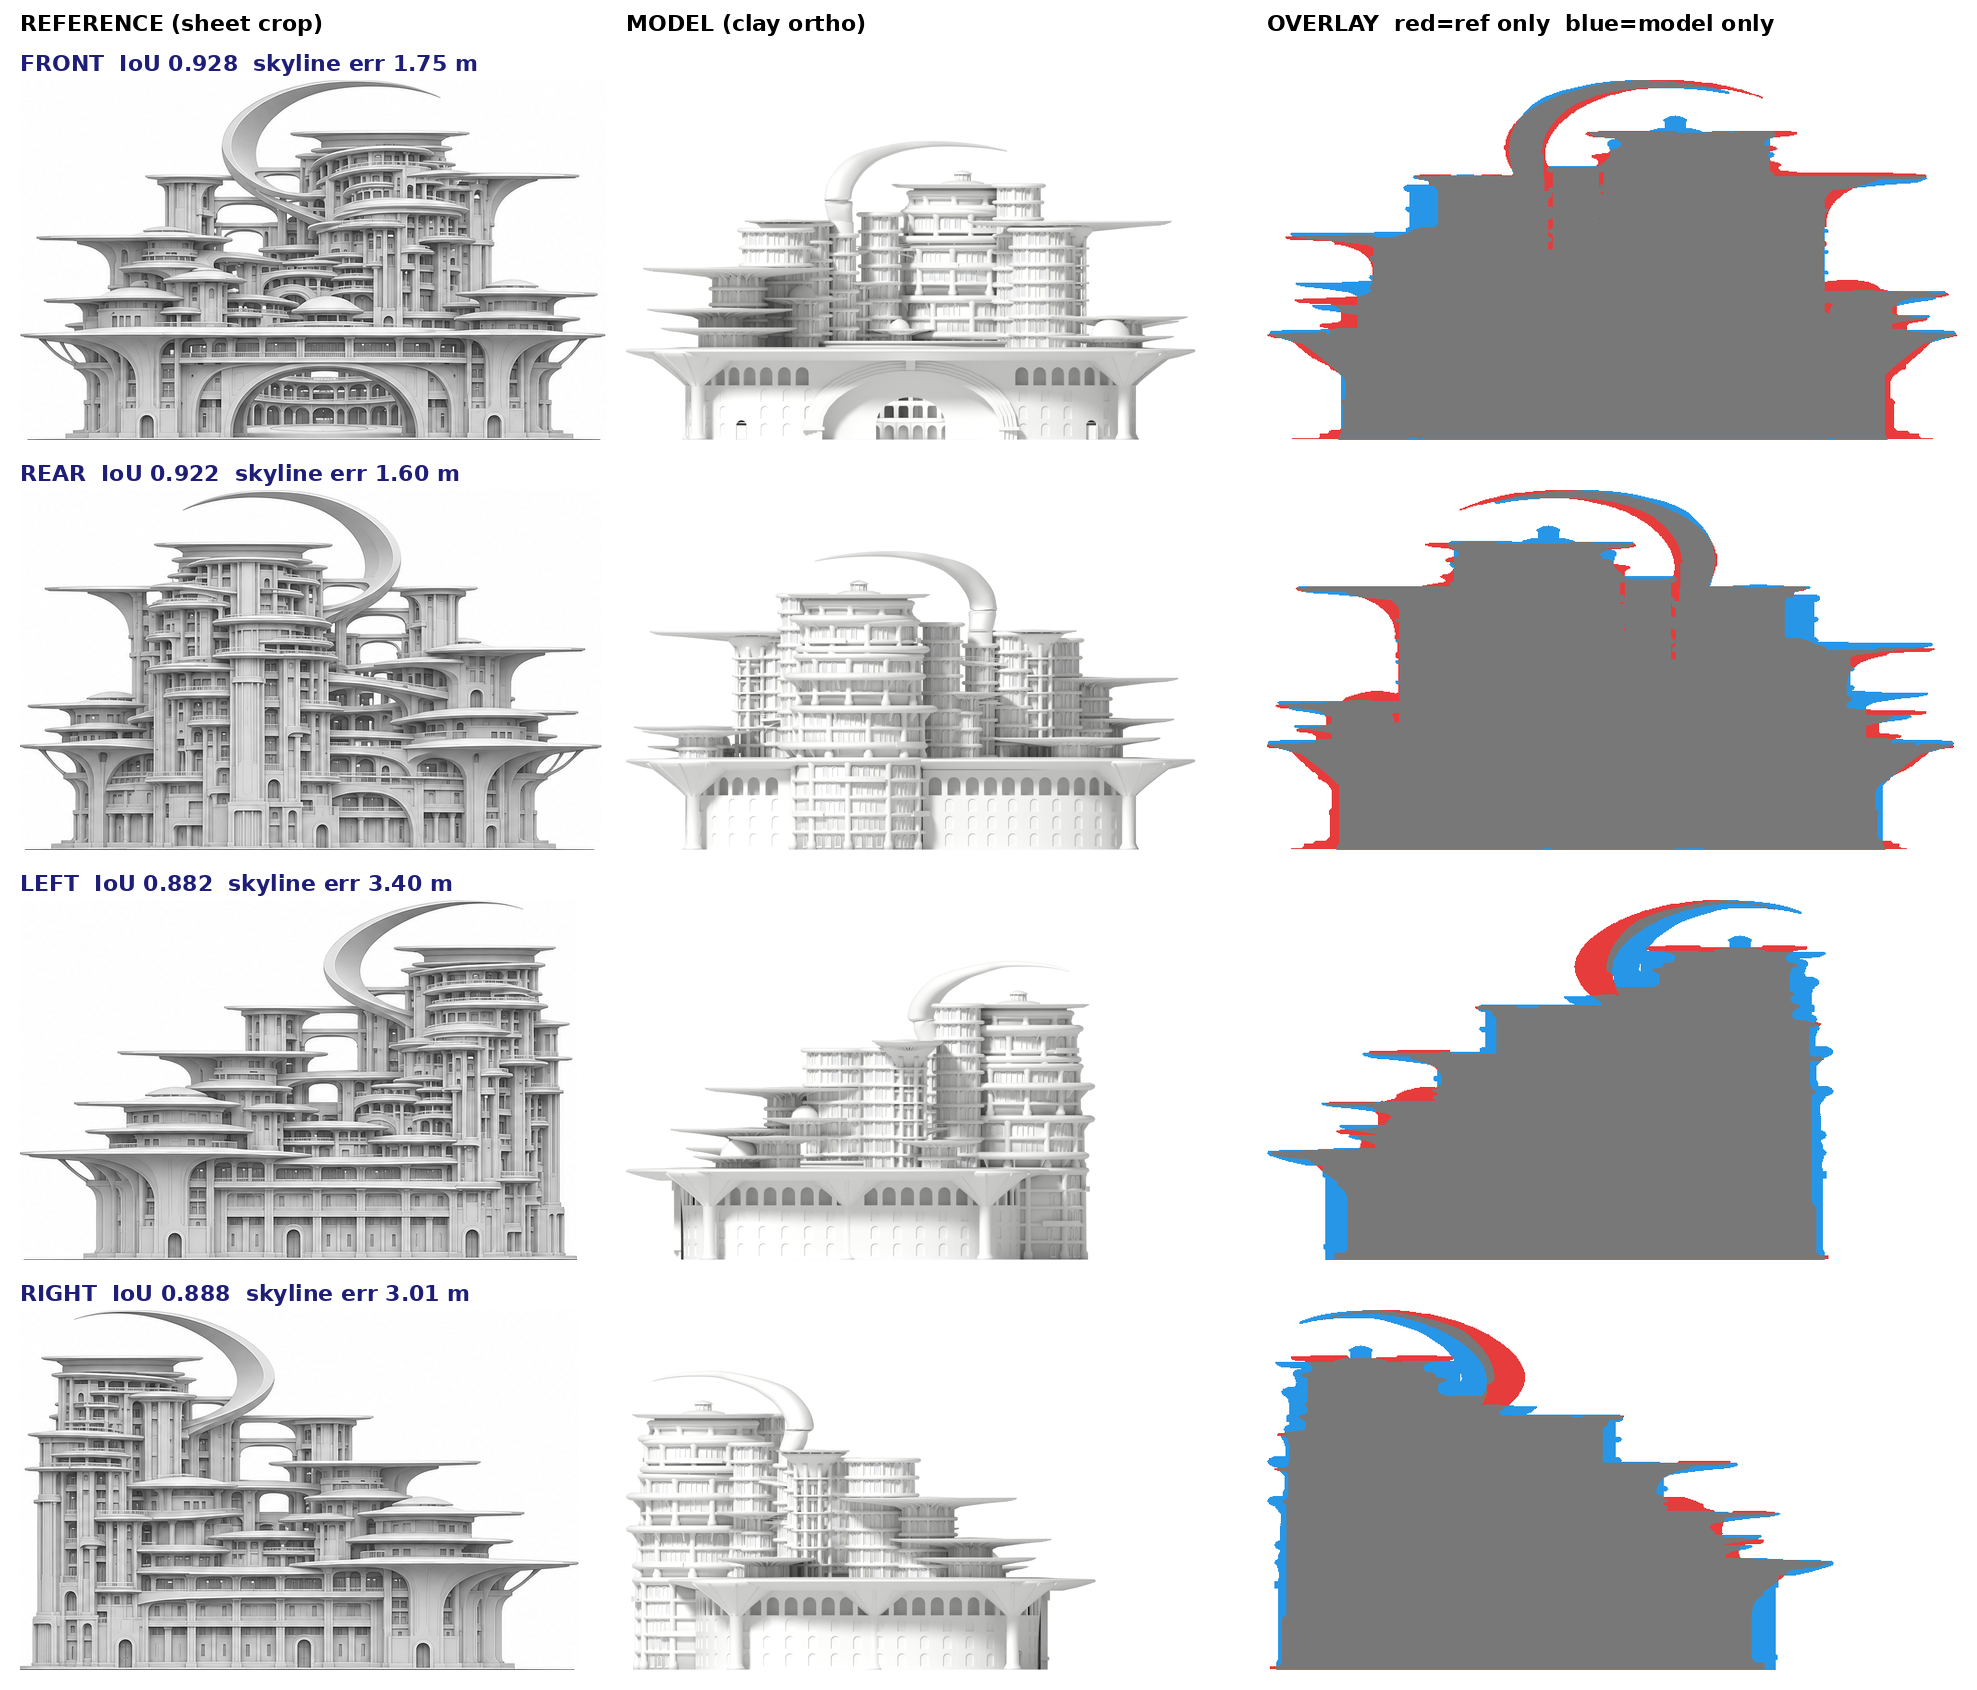 REFERENCE (sheet crop) MODEL (clay ortho) OVERLAY red=ref only blue=model only
FRONT IoU 0.928 skyline err 1.75 m
REAR IoU 0.922 skyline err 1.60 m
LEFT IoU 0.882 skyline err 3.40 m
RIGHT IoU 0.888 skyline err 3.01 m